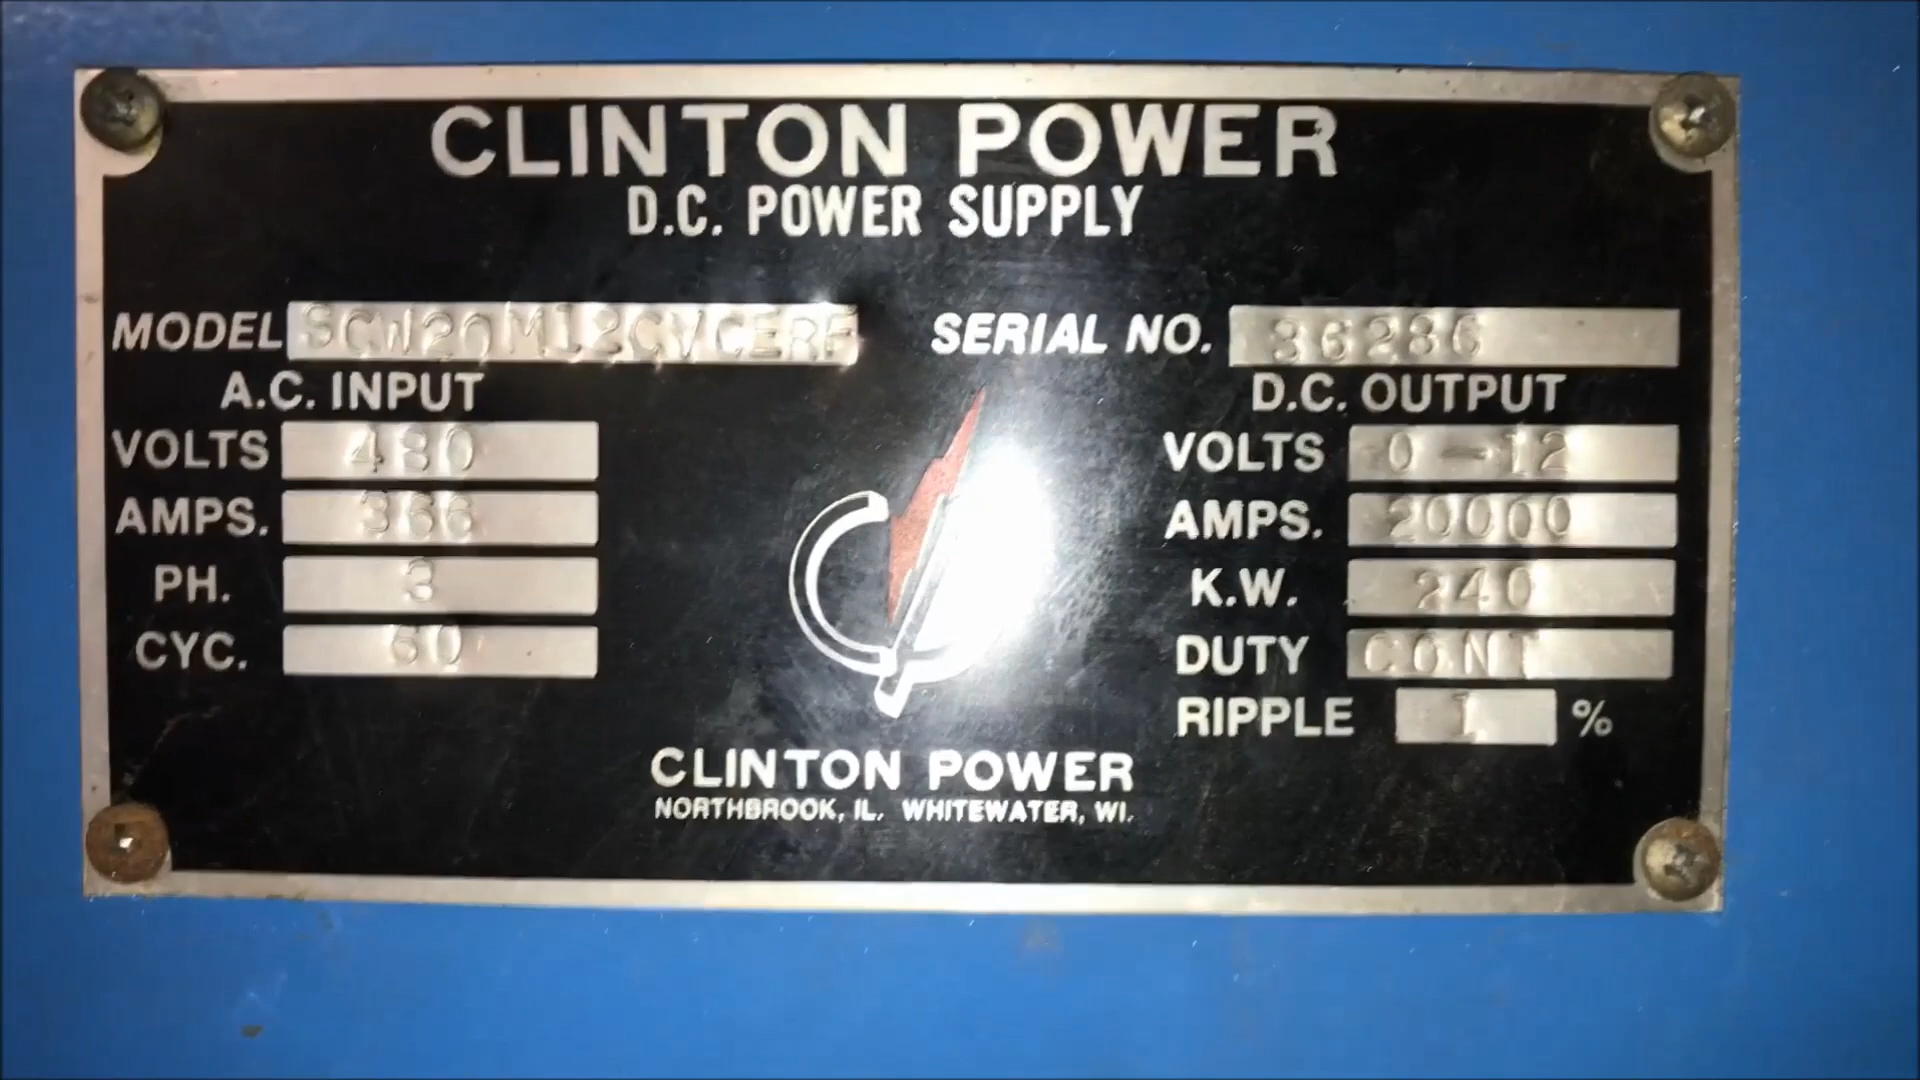 CLINTON POWER
D.C. POWER SUPPLY
MODEL SCW20M12CVCERF SERIAL NO. 36286
A.C. INPUT D.C. OUTPUT
VOLTS 480 VOLTS 0-12
AMPS. 366 AMPS. 20000
PH. 3 K.W. 240
CYC. 60 DUTY CONT
RIPPLE 1 %
CLINTON POWER
NORTHBROOK, IL. WHITEWATER, WI.